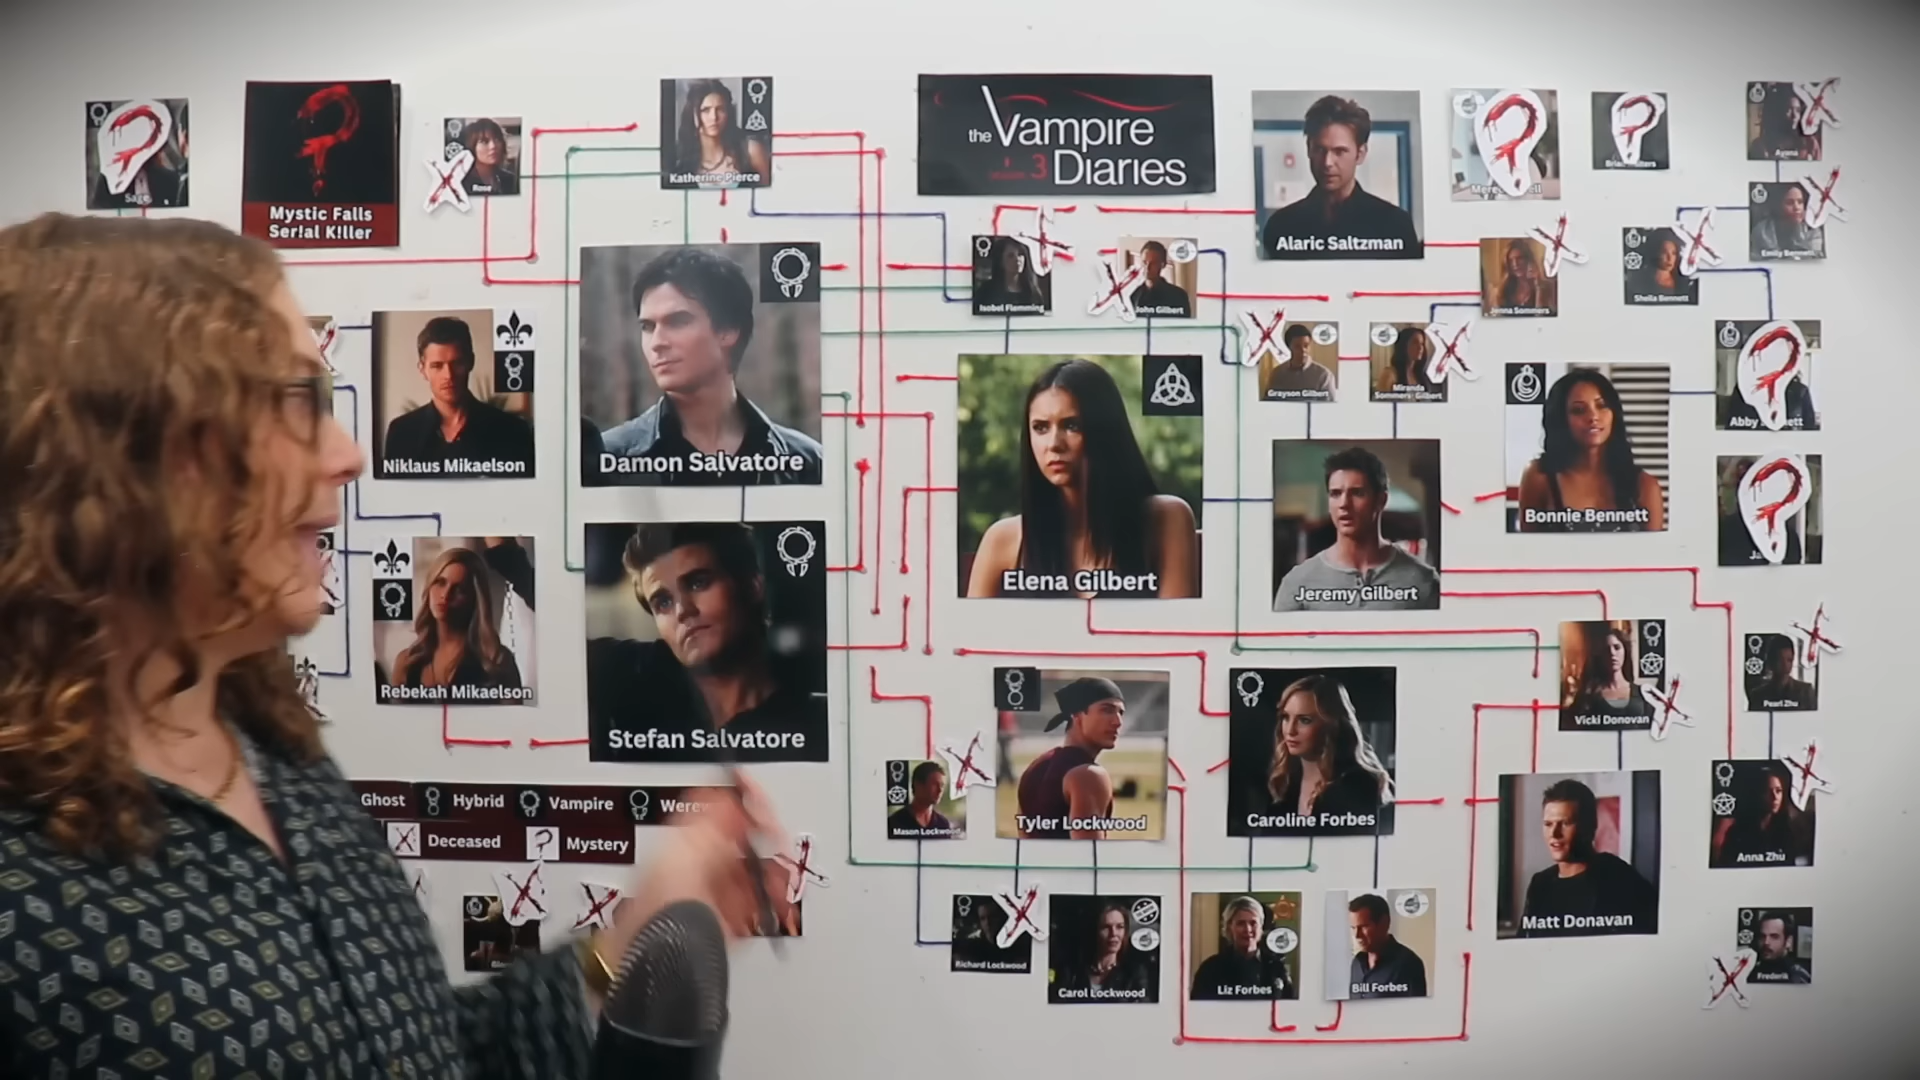 Sage
Mystic Falls
Ser!al K!ller
Rose
Katherine Pierce
the Vampire
Diaries
3
Alaric Saltzman
Ayana
Emily Bennett
Sheila Bennett
Isobel Flemming
John Gilbert
Jenna Sommers
Niklaus Mikaelson
Damon Salvatore
Grayson Gilbert
Miranda
Sommers Gilbert
Elena Gilbert
Jeremy Gilbert
Bonnie Bennett
Abby
Rebekah Mikaelson
Stefan Salvatore
Vicki Donovan
Pearl Zhu
Mason Lockwood
Tyler Lockwood
Caroline Forbes
Matt Donavan
Anna Zhu
Ghost
Hybrid
Vampire
Deceased
Mystery
Richard Lockwood
Carol Lockwood
Liz Forbes
Bill Forbes
Frederik